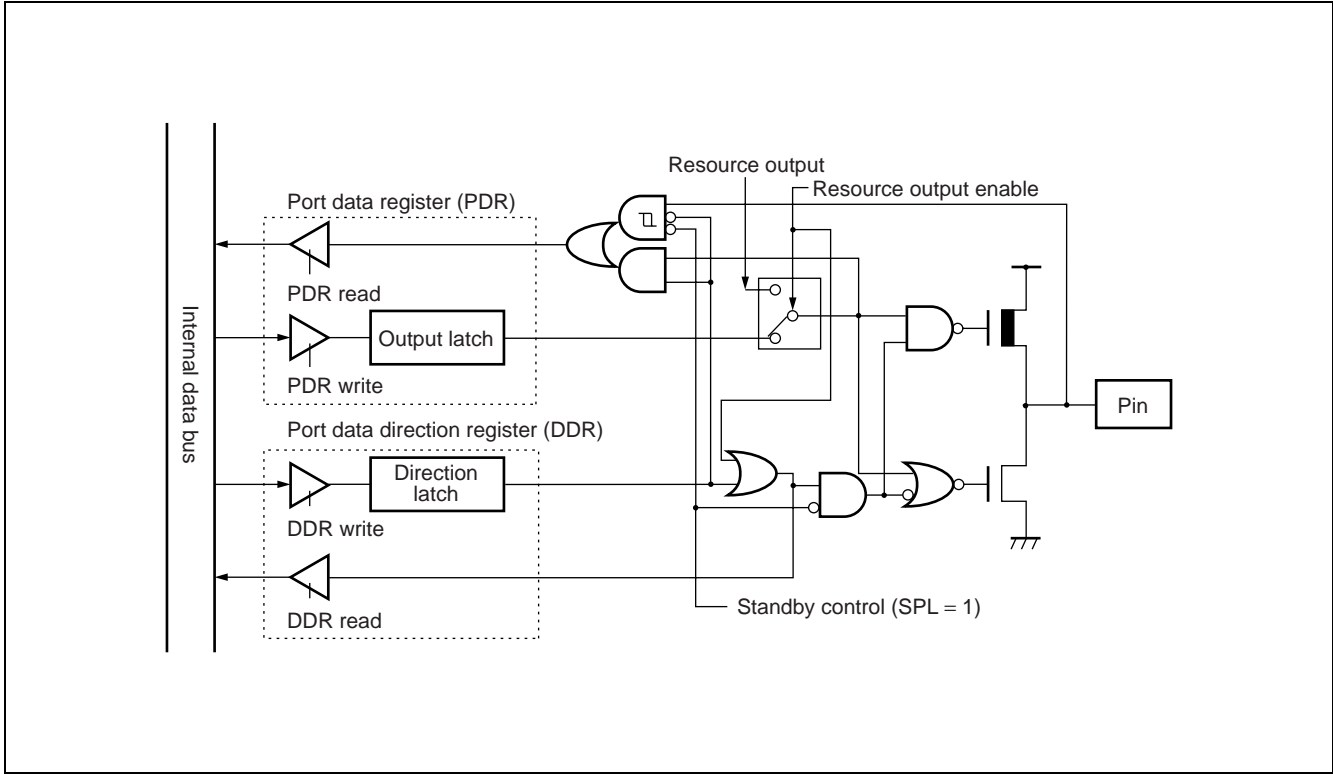 Resource output
Resource output enable
Port data register (PDR)
PDR read
Output latch
PDR write
Internal data bus
Pin
Port data direction register (DDR)
Direction
latch
DDR write
DDR read
Standby control (SPL = 1)